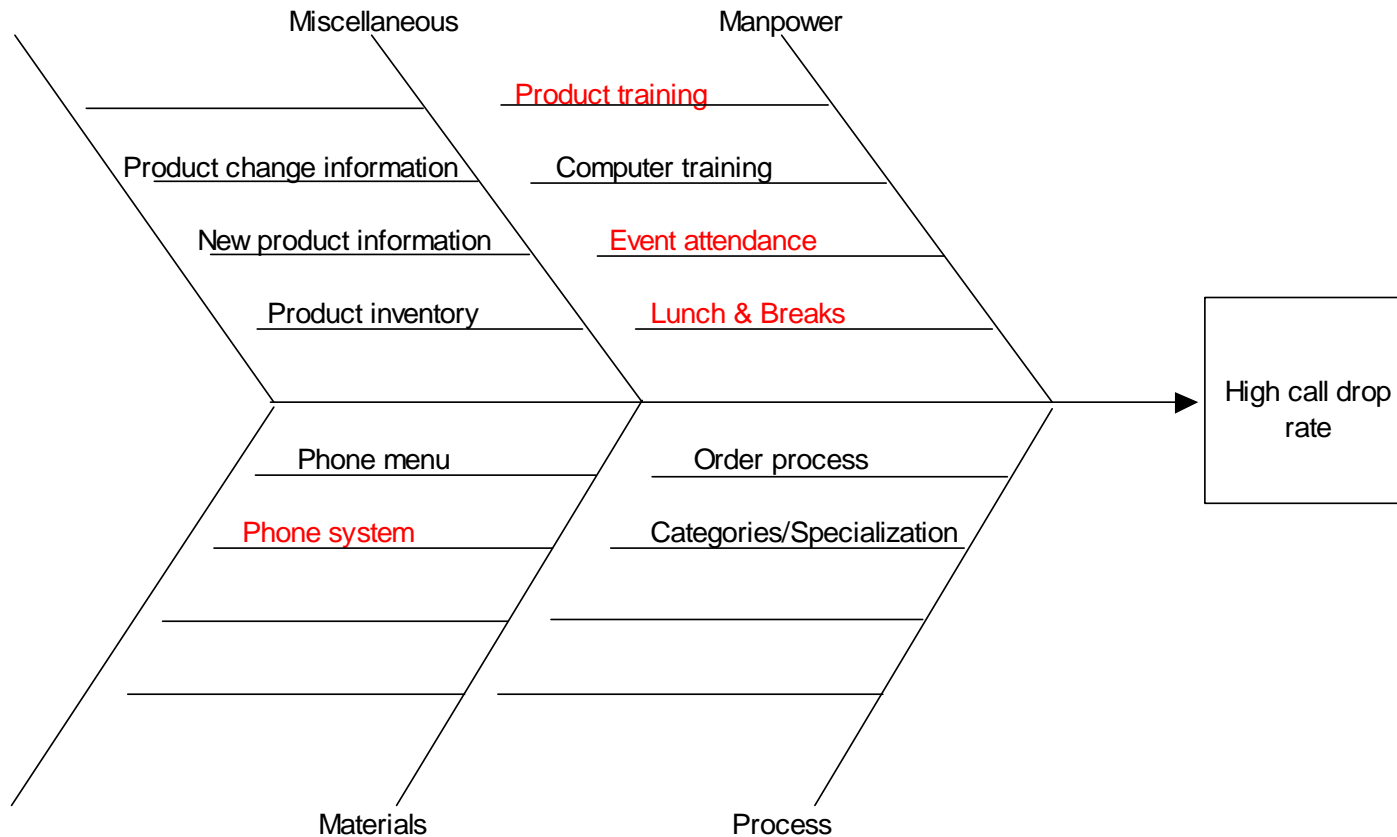 Miscellaneous
Manpower
Product training
Product change information
Computer training
New product information
Event attendance
Product inventory
Lunch & Breaks
High call drop
rate
Phone menu
Order process
Phone system
Categories/Specialization
Materials
Process